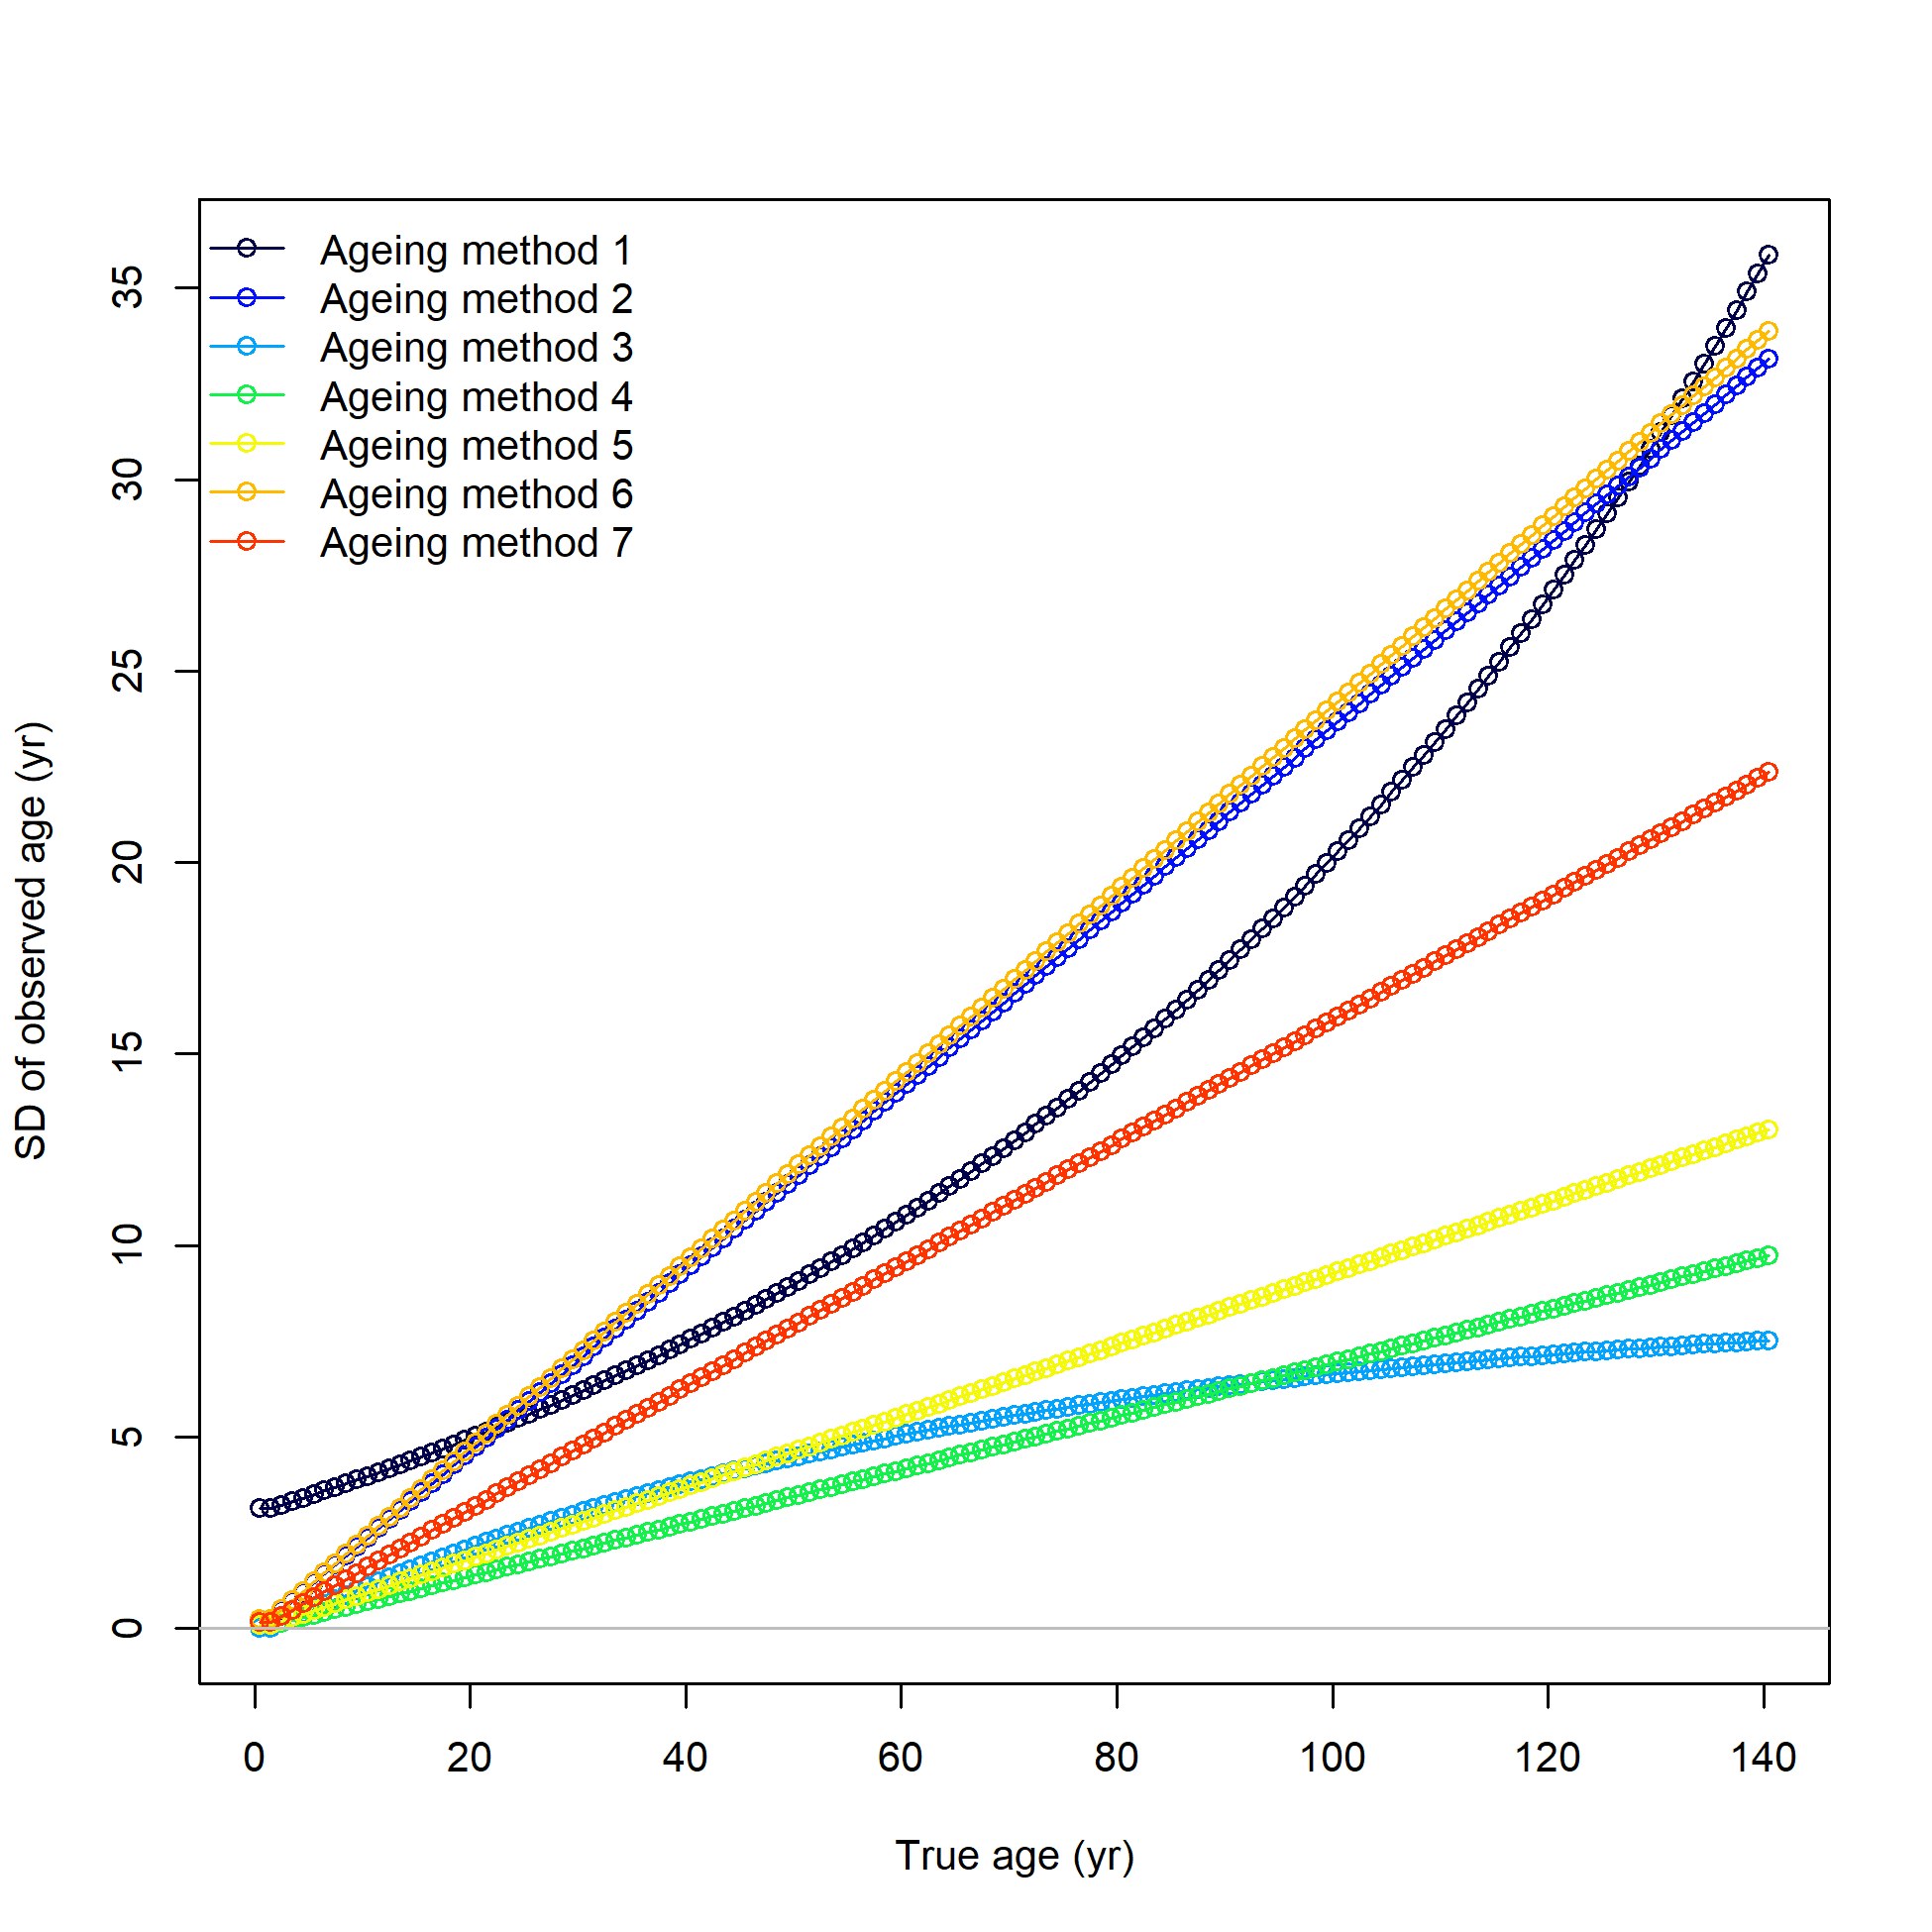 Ageing method 1
Ageing method 2
Ageing method 3
Ageing method 4
Ageing method 5
Ageing method 6
Ageing method 7
SD of observed age (yr)
35
30
25
20
15
10
5
0
0 20 40 60 80 100 120 140
True age (yr)